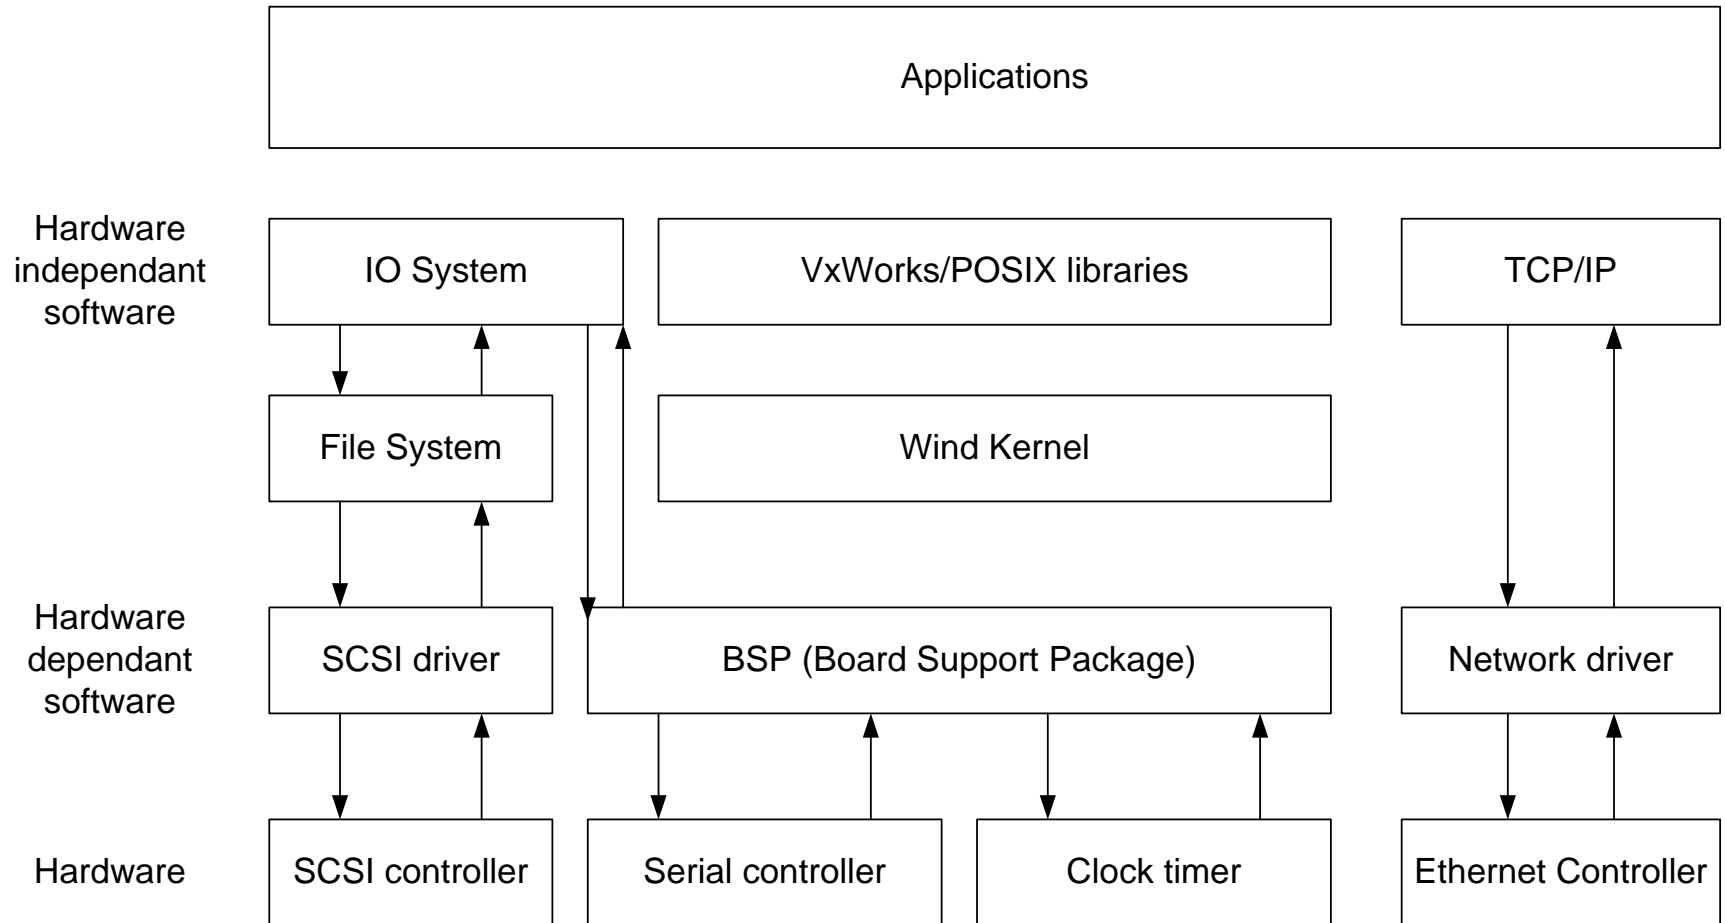 Applications
Hardware
independant
software
IO System
VxWorks/POSIX libraries
TCP/IP
File System
Wind Kernel
Hardware
dependant
software
SCSI driver
BSP (Board Support Package)
Network driver
Hardware
SCSI controller
Serial controller
Clock timer
Ethernet Controller